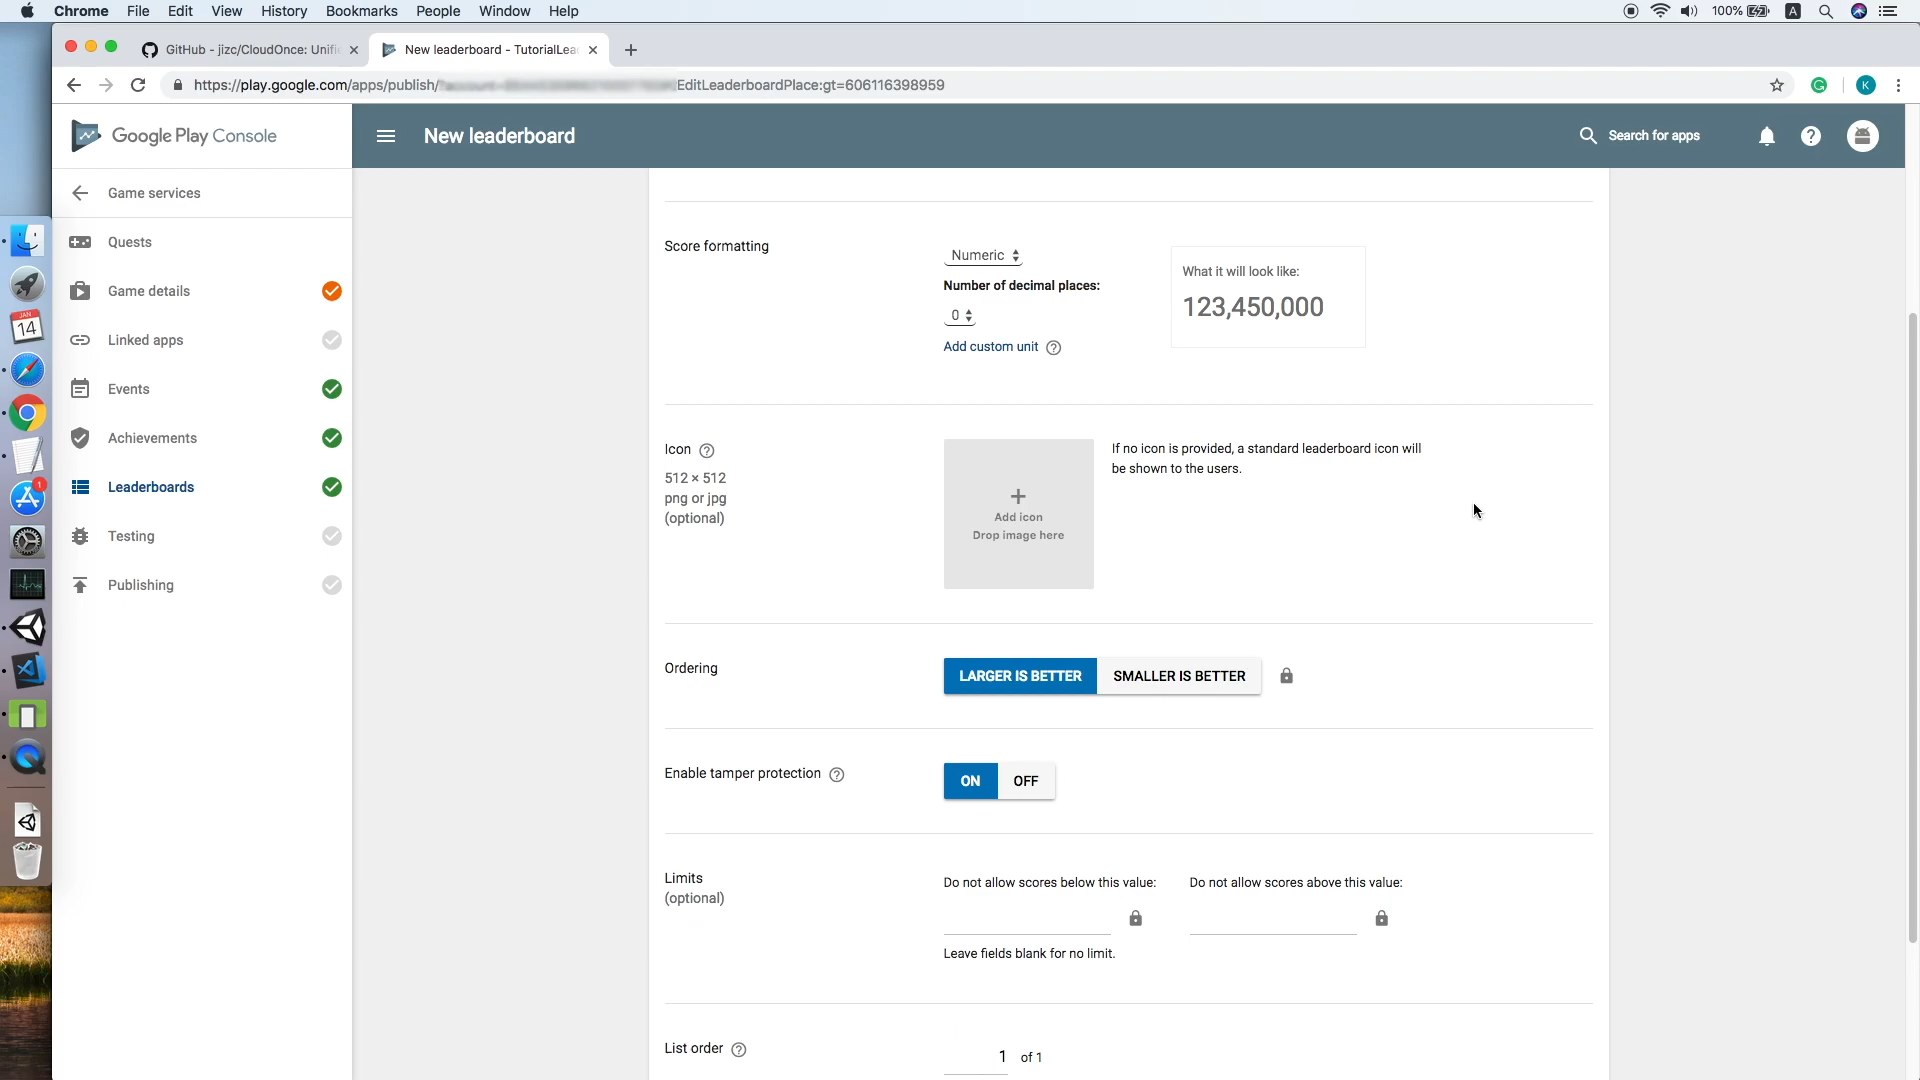 Chrome File Edit View History Bookmarks People Window Help 100% A
GitHub - jizc/CloudOnce: Unifi
New leaderboard - TutorialLea
https://play.google.com/apps/publish/ EditLeaderboardPlace:gt=606116398959
G K
Google Play Console
New leaderboard
Search for apps
Game services
Quests
Game details
Linked apps
Events
Achievements
Leaderboards
Testing
Publishing
JAN
14
1
Score formatting
Numeric
Number of decimal places:
0
Add custom unit
What it will look like:
123,450,000
Icon
512 × 512
png or jpg
(optional)
Add icon
Drop image here
If no icon is provided, a standard leaderboard icon will
be shown to the users.
Ordering
LARGER IS BETTER SMALLER IS BETTER
Enable tamper protection
ON OFF
Limits
(optional)
Do not allow scores below this value: Do not allow scores above this value:
Leave fields blank for no limit.
List order
1 of 1